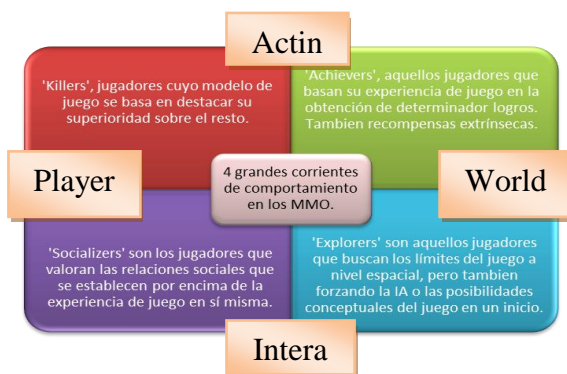 Actin
'Killers', jugadores cuyo modelo de
juego se basa en destacar su
superioridad sobre el resto.
'Achievers', aquellos jugadores que
basan su experiencia de juego en la
obtención de determinador logros.
Tambien recompensas extrínsecas.
Player
4 grandes corrientes
de comportamiento
en los MMO.
World
'Socializers' son los jugadores que
valoran las relaciones sociales que
se establecen por encima de la
experiencia de juego en sí misma.
'Explorers' son aquellos jugadores
que buscan los límites del juego a
nivel espacial, pero tambien
forzando la IA o las posibilidades
conceptuales del juego en un inicio.
Intera